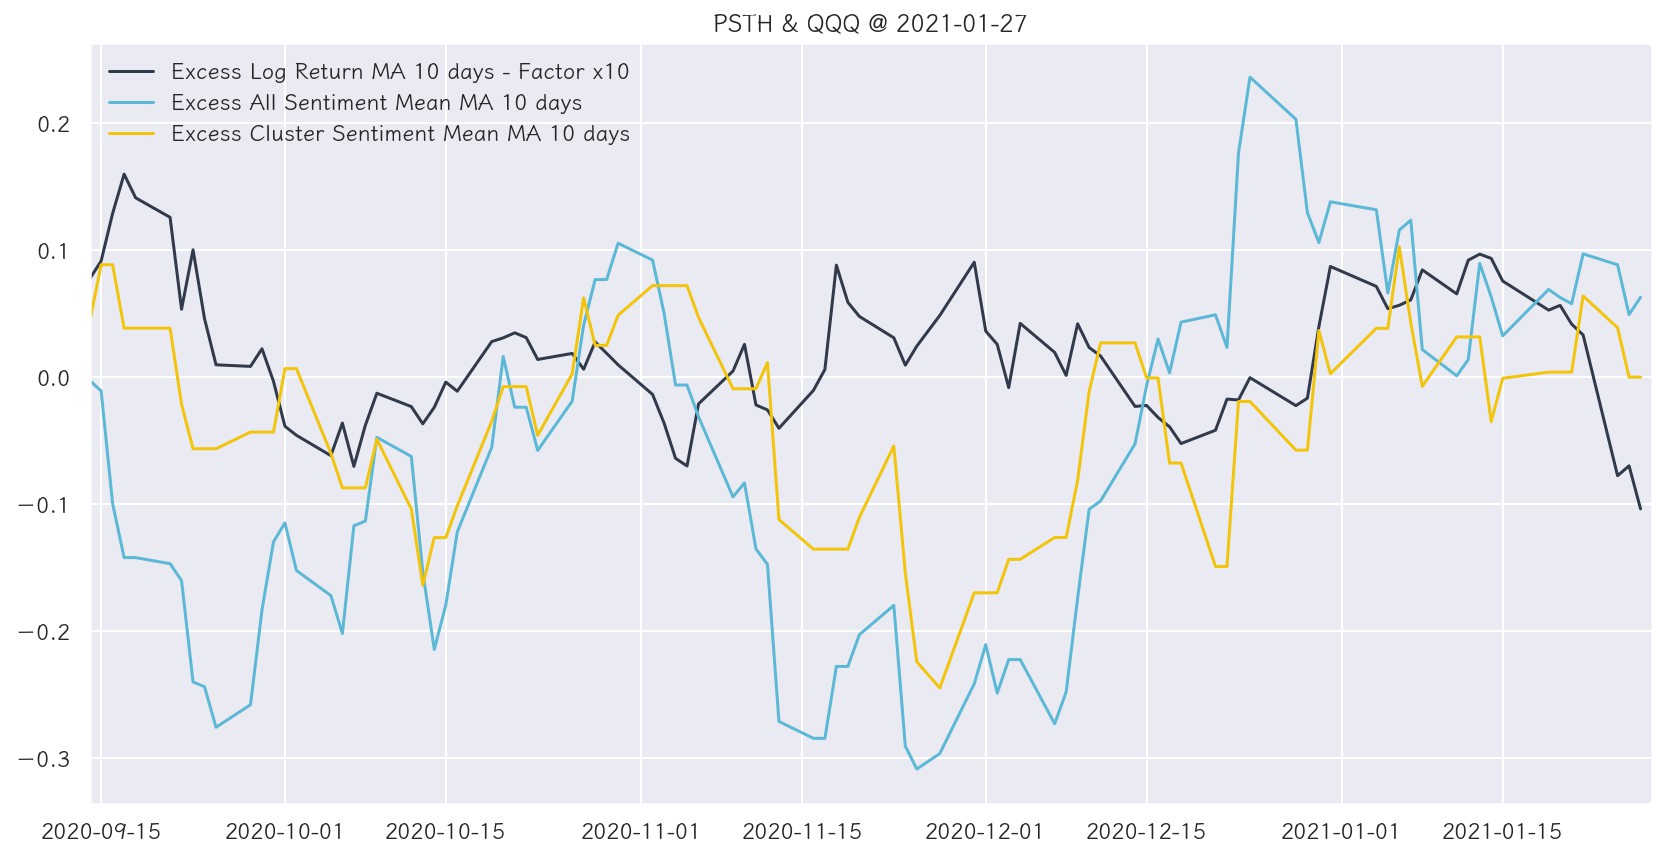 PSTH & QQQ @ 2021-01-27
Excess Log Return MA 10 days - Factor x10
Excess All Sentiment Mean MA 10 days
Excess Cluster Sentiment Mean MA 10 days
0.2
0.1
0.0
−0.1
−0.2
−0.3
2020-09-15 2020-10-01 2020-10-15 2020-11-01 2020-11-15 2020-12-01 2020-12-15 2021-01-01 2021-01-15